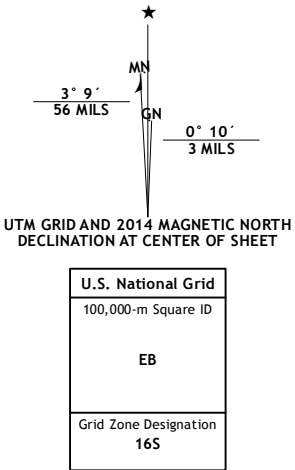 ★
MN
3° 9´
56 MILS
GN
0° 10´
3 MILS
UTM GRID AND 2014 MAGNETIC NORTH
DECLINATION AT CENTER OF SHEET
U.S. National Grid
100,000-m Square ID
EB
Grid Zone Designation
16S